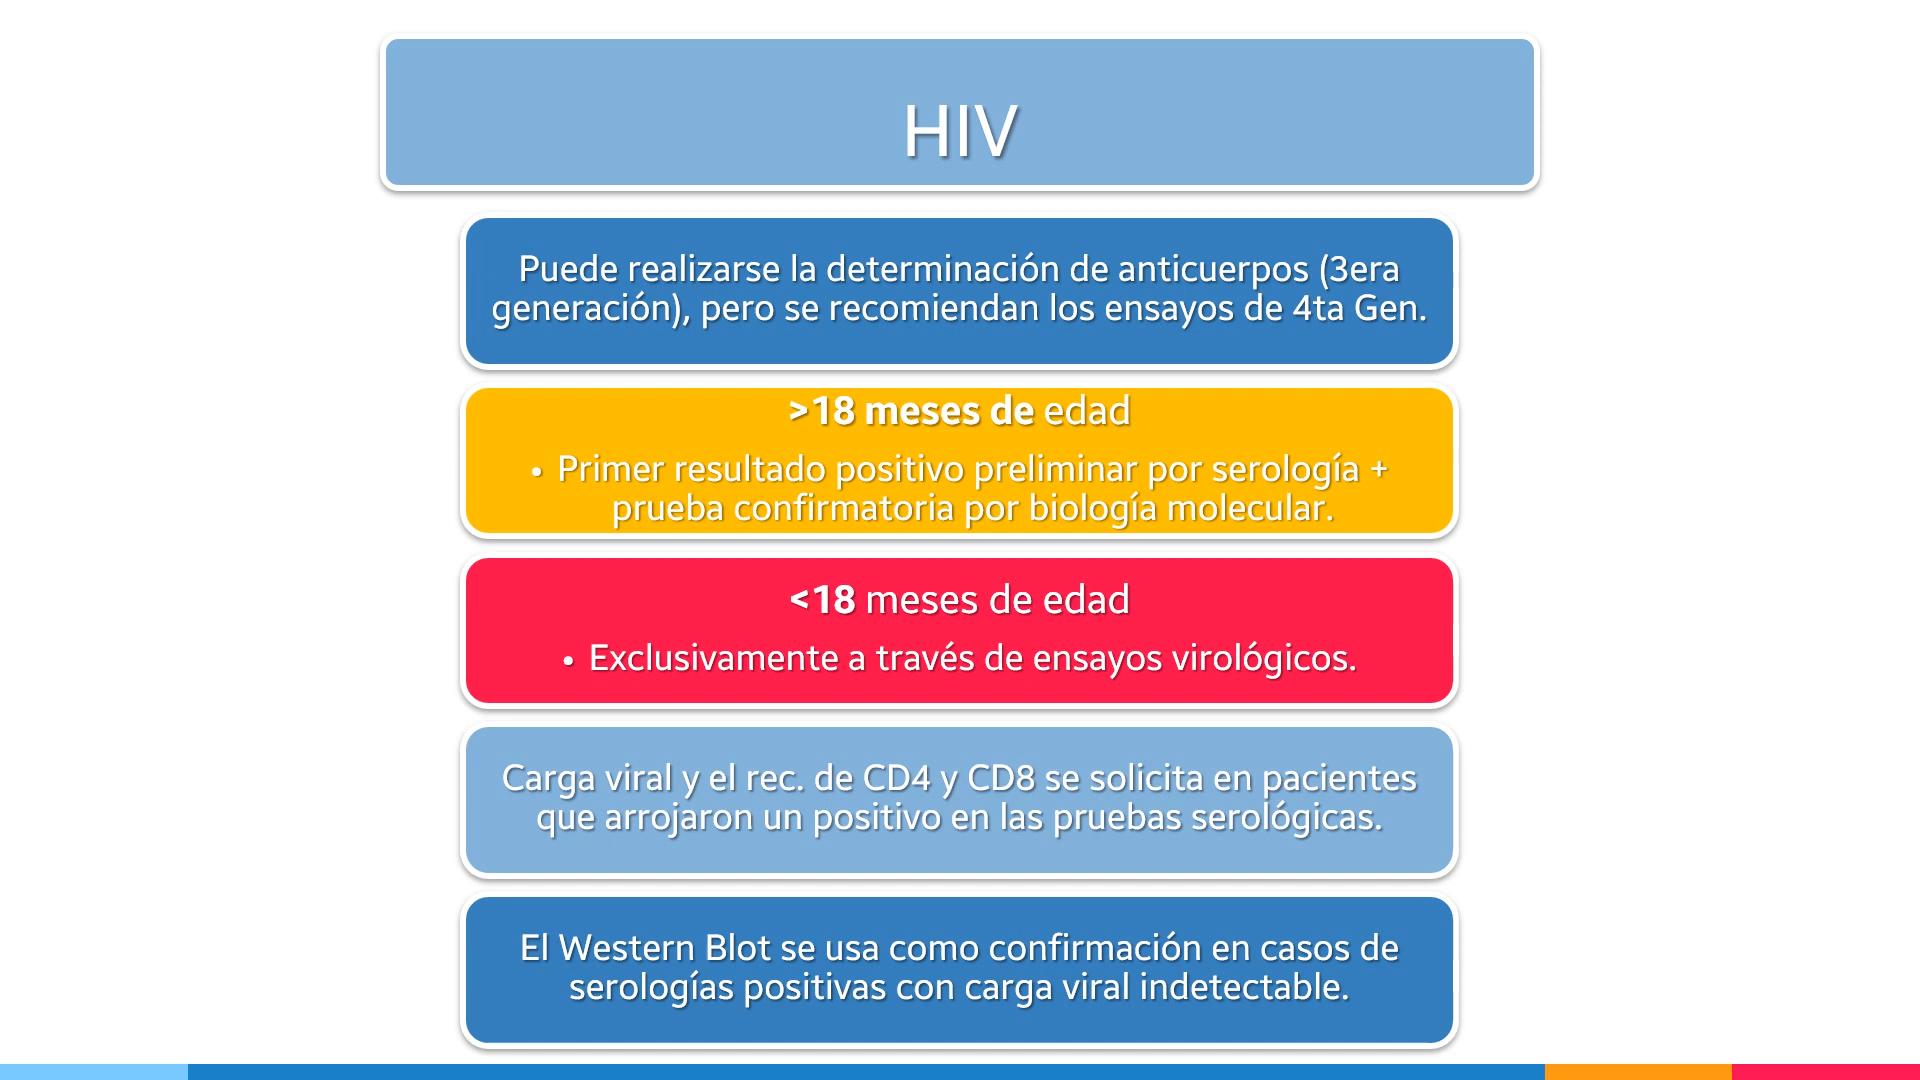 HIV
Puede realizarse la determinación de anticuerpos (3era
generación), pero se recomiendan los ensayos de 4ta Gen.
>18 meses de edad
• Primer resultado positivo preliminar por serología +
prueba confirmatoria por biología molecular.
<18 meses de edad
• Exclusivamente a través de ensayos virológicos.
Carga viral y el rec. de CD4 y CD8 se solicita en pacientes
que arrojaron un positivo en las pruebas serológicas.
El Western Blot se usa como confirmación en casos de
serologías positivas con carga viral indetectable.